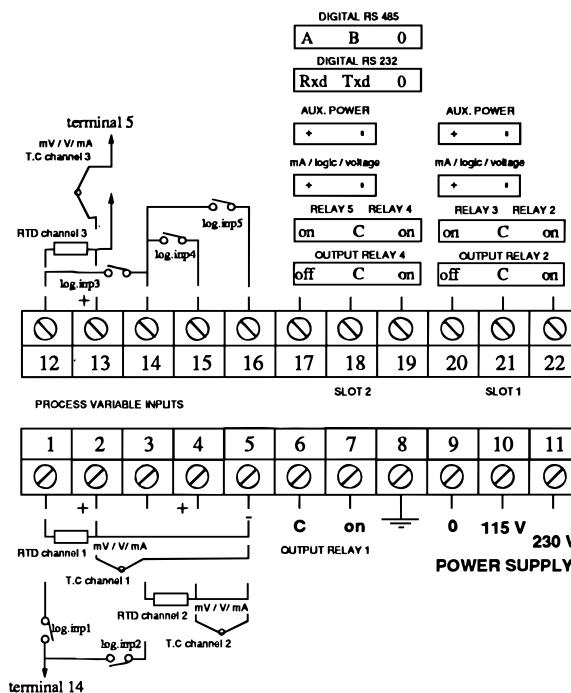 DIGITAL RS 485
A B 0
DIGITAL RS 232
Rxd Txd 0
AUX. POWER AUX. POWER
+ - + -
mA / logic / voltage mA / logic / voltage
+ - + -
RELAY 5 RELAY 4 RELAY 3 RELAY 2
on C on on C on
OUTPUT RELAY 4 OUTPUT RELAY 2
off C on off C on
terminal 5
mV / V/ mA
T.C channel 3
RTD channel 3
log.inp5
log.inp4
log.inp3
+
12 13 14 15 16 17 18 19 20 21 22
SLOT 2 SLOT 1
PROCESS VARIABLE INPUTS
1 2 3 4 5 6 7 8 9 10 11
+ + -
C on 0 115 V 230 V
RTD channel 1
mV / V/ mA
OUTPUT RELAY 1
POWER SUPPLY
T.C channel 1
RTD channel 2
mV / V/ mA
T.C channel 2
log.inp1
log.inp2
terminal 14